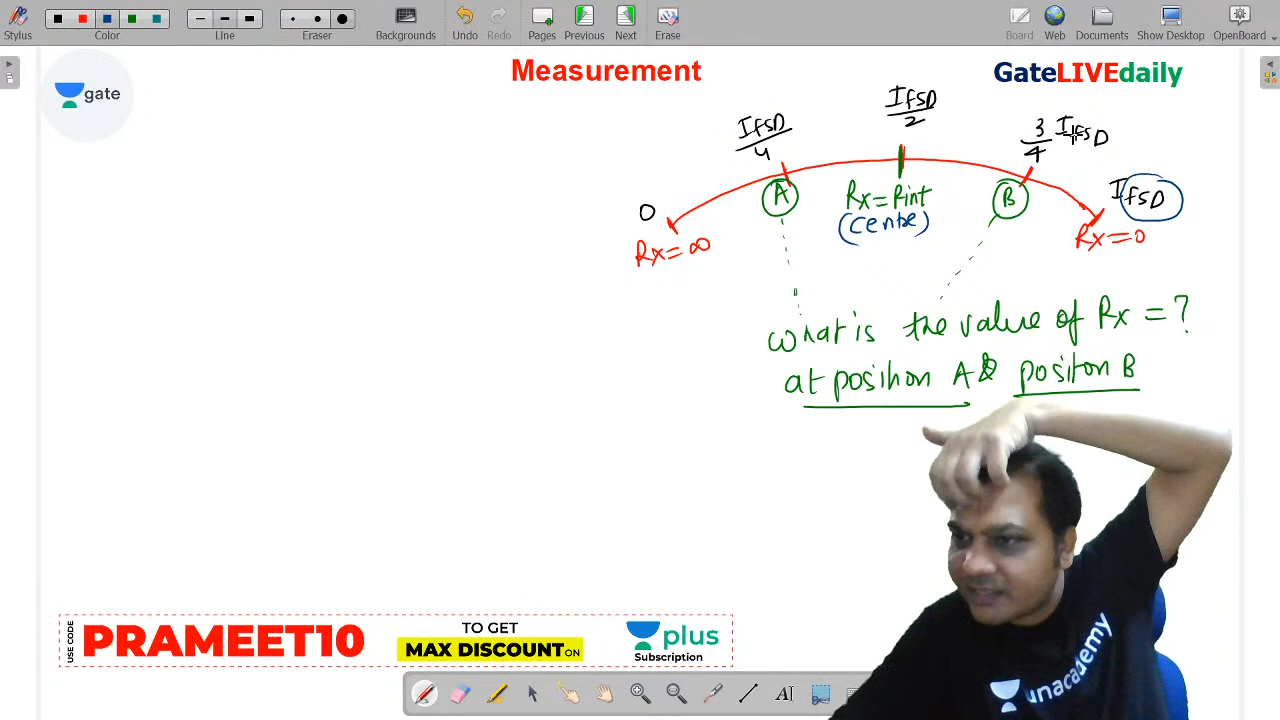 Stylus
Color
Line
Eraser
Backgrounds
Undo
Redo
Pages
Previous
Next
Erase
Board
Web
Documents
Show Desktop
OpenBoard
gate
Measurement
GateLIVEdaily
IfsD/4
IfsD/2
3/4 IfsD
IfsD
0
A
Rx = Rint
(Centre)
B
Rx = ∞
Rx = 0
what is the value of Rx = ?
at position A & position B
USE CODE
PRAMEET10
TO GET
MAX DISCOUNT ON
plus
Subscription
unacademy